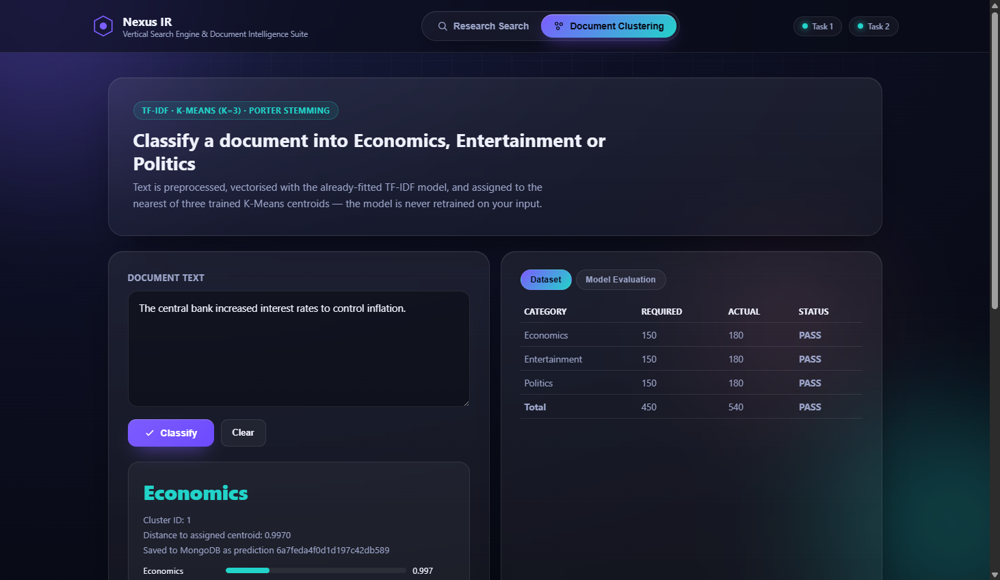 Nexus IR
Vertical Search Engine & Document Intelligence Suite
Research Search
Document Clustering
Task 1
Task 2
TF-IDF · K-MEANS (K=3) · PORTER STEMMING
Classify a document into Economics, Entertainment or
Politics
Text is preprocessed, vectorised with the already-fitted TF-IDF model, and assigned to the
nearest of three trained K-Means centroids — the model is never retrained on your input.
DOCUMENT TEXT
The central bank increased interest rates to control inflation.
Classify
Clear
Economics
Cluster ID: 1
Distance to assigned centroid: 0.9970
Saved to MongoDB as prediction 6a7feda4f0d1d197c42db589
Economics 0.997
Dataset
Model Evaluation
CATEGORY REQUIRED ACTUAL STATUS
Economics 150 180 PASS
Entertainment 150 180 PASS
Politics 150 180 PASS
Total 450 540 PASS